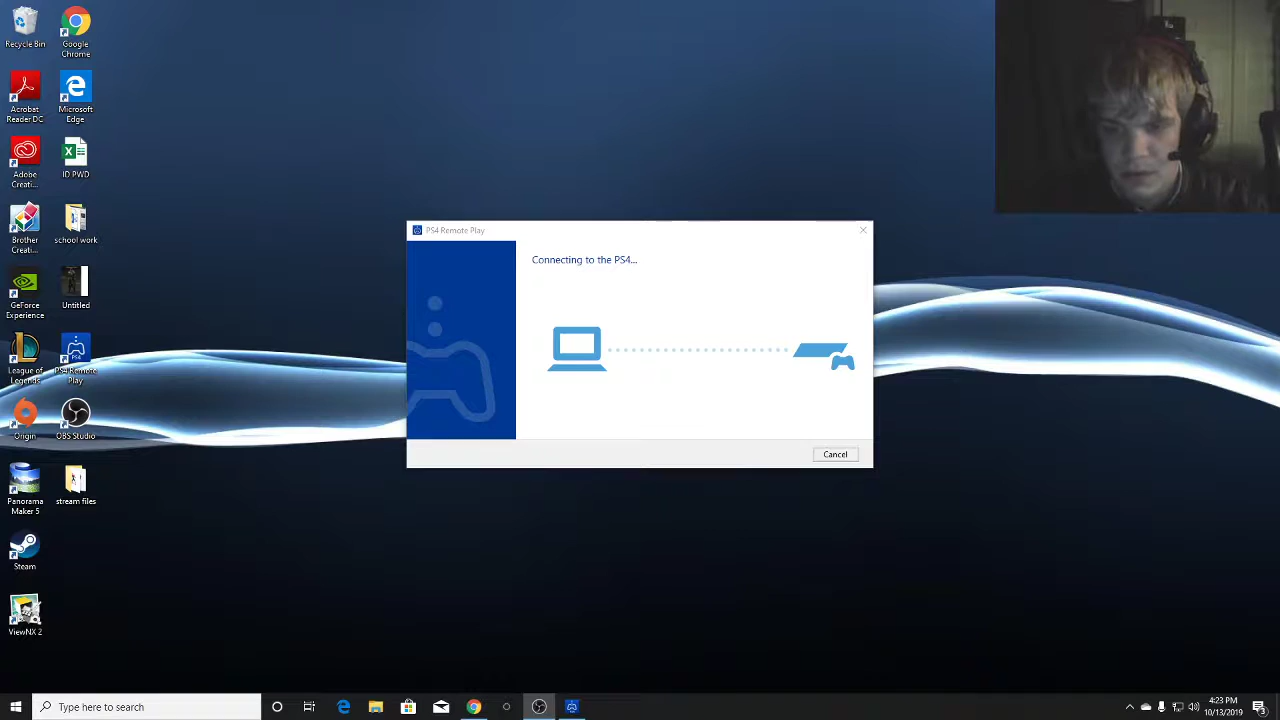 Recycle Bin
Google
Chrome
Acrobat
Reader DC
Microsoft
Edge
Adobe
Creati...
ID PWD
Brother
Creati...
school work
GeForce
Experience
Untitled
League of
Legends
PS4 Remote
Play
Origin
OBS Studio
Panorama
Maker 5
stream files
Steam
ViewNX 2
PS4 Remote Play
Connecting to the PS4...
Cancel
Type here to search
4:23 PM
10/13/2019